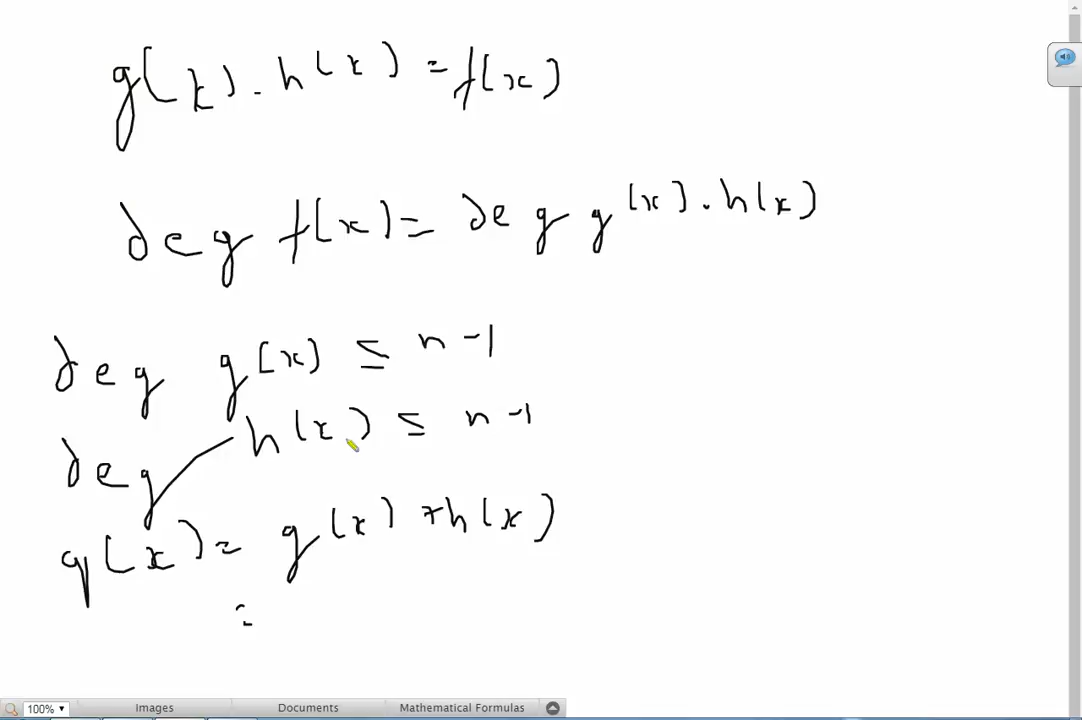 g(x) . h(x) = f(x)
deg f(x) = deg g(x) . h(x)
deg g(x) ≤ n -1
deg h(x) ≤ n -1
q(x) = g(x) + h(x)
=
100% ▼ Images Documents Mathematical Formulas